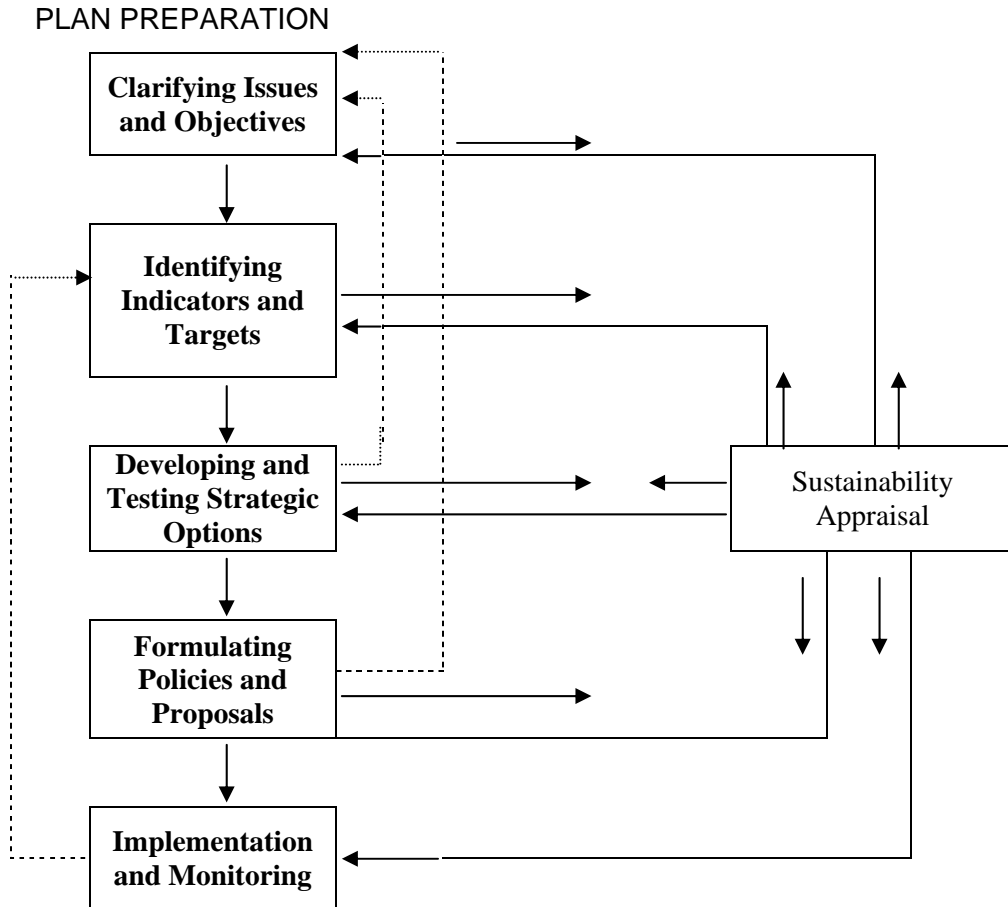 PLAN PREPARATION
Clarifying Issues
and Objectives
Identifying
Indicators and
Targets
Developing and
Testing Strategic
Options
Sustainability
Appraisal
Formulating
Policies and
Proposals
Implementation
and Monitoring